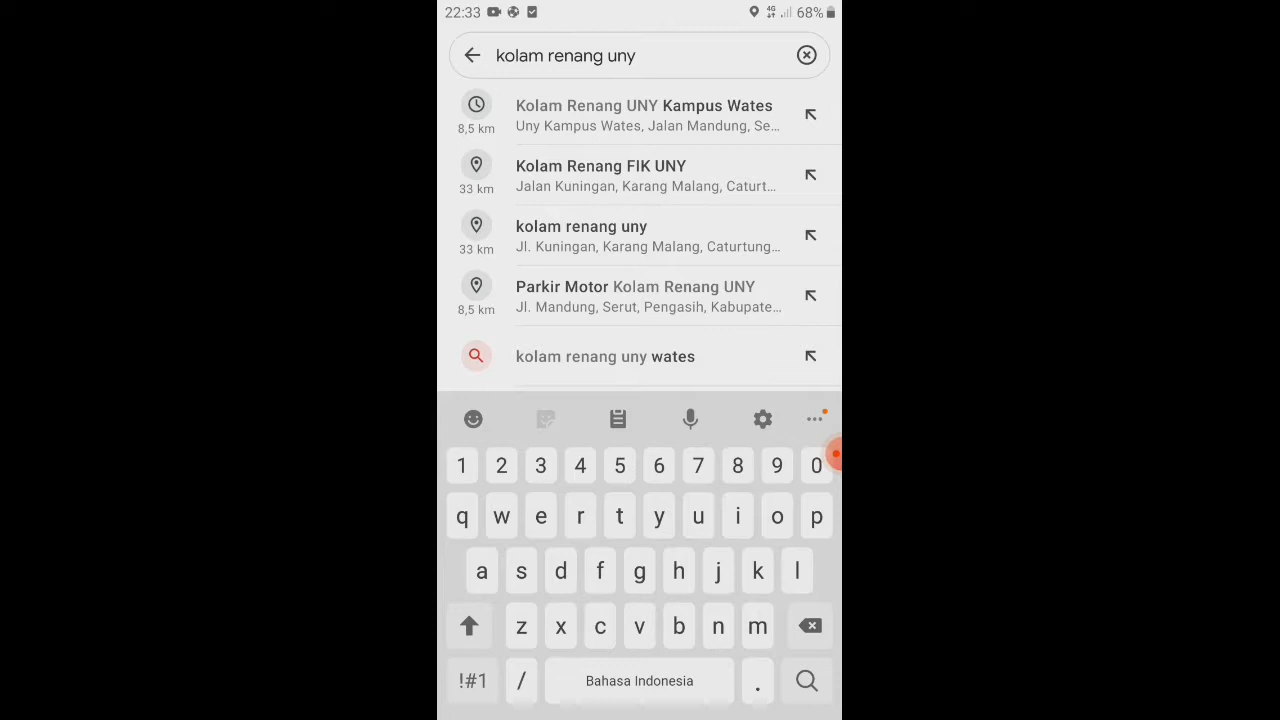 22:33 4G 68%
kolam renang uny
Kolam Renang UNY Kampus Wates
8,5 km Uny Kampus Wates, Jalan Mandung, Se...
Kolam Renang FIK UNY
33 km Jalan Kuningan, Karang Malang, Caturt...
kolam renang uny
33 km Jl. Kuningan, Karang Malang, Caturtung...
Parkir Motor Kolam Renang UNY
8,5 km Jl. Mandung, Serut, Pengasih, Kabupate...
kolam renang uny wates
1 2 3 4 5 6 7 8 9 0
q w e r t y u i o p
a s d f g h j k l
z x c v b n m
!#1 / Bahasa Indonesia .